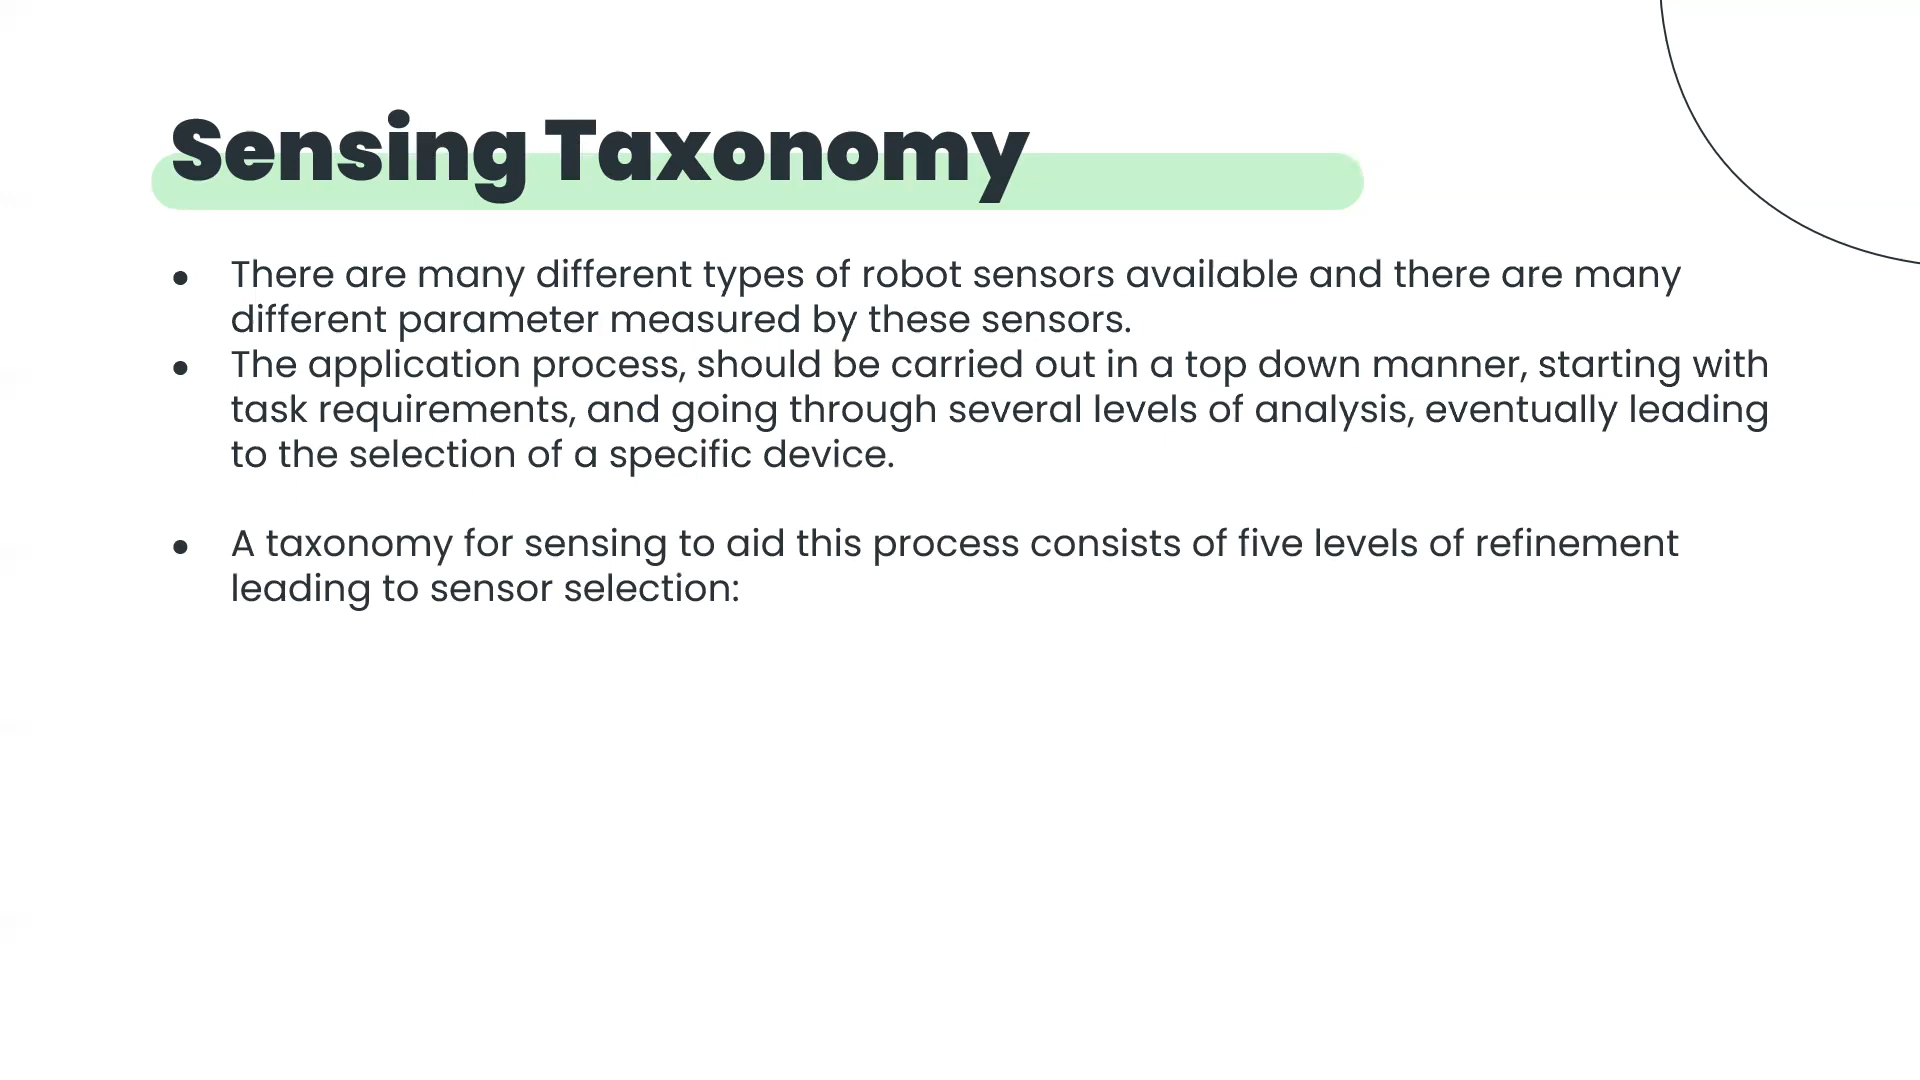 Sensing Taxonomy
● There are many different types of robot sensors available and there are many
different parameter measured by these sensors.
● The application process, should be carried out in a top down manner, starting with
task requirements, and going through several levels of analysis, eventually leading
to the selection of a specific device.
● A taxonomy for sensing to aid this process consists of five levels of refinement
leading to sensor selection: